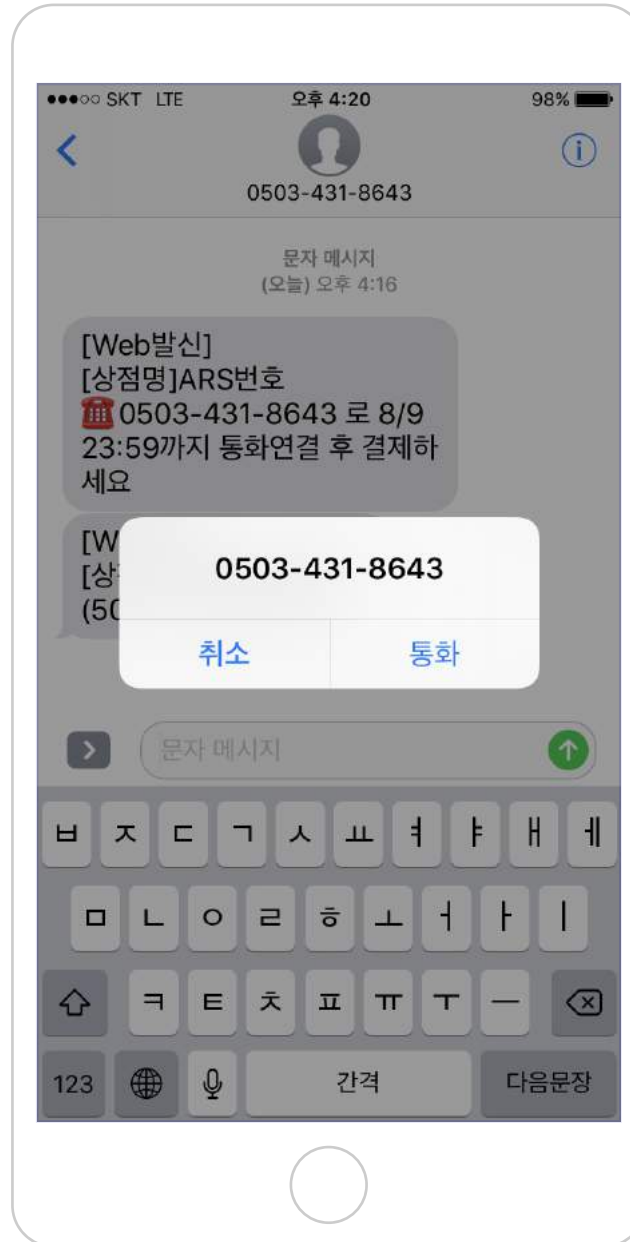 ●●●○○ SKT LTE 오후 4:20 98%
0503-431-8643
문자 메시지
(오늘) 오후 4:16
[Web발신]
[상점명]ARS번호
☎0503-431-8643 로 8/9
23:59까지 통화연결 후 결제하
세요
[W
[상
(50
0503-431-8643
취소 통화
문자 메시지
ㅂ ㅈ ㄷ ㄱ ㅅ ㅛ ㅕ ㅑ ㅐ ㅔ
ㅁ ㄴ ㅇ ㄹ ㅎ ㅗ ㅓ ㅏ ㅣ
ㅋ ㅌ ㅊ ㅍ ㅠ ㅜ ㅡ
123 간격 다음문장